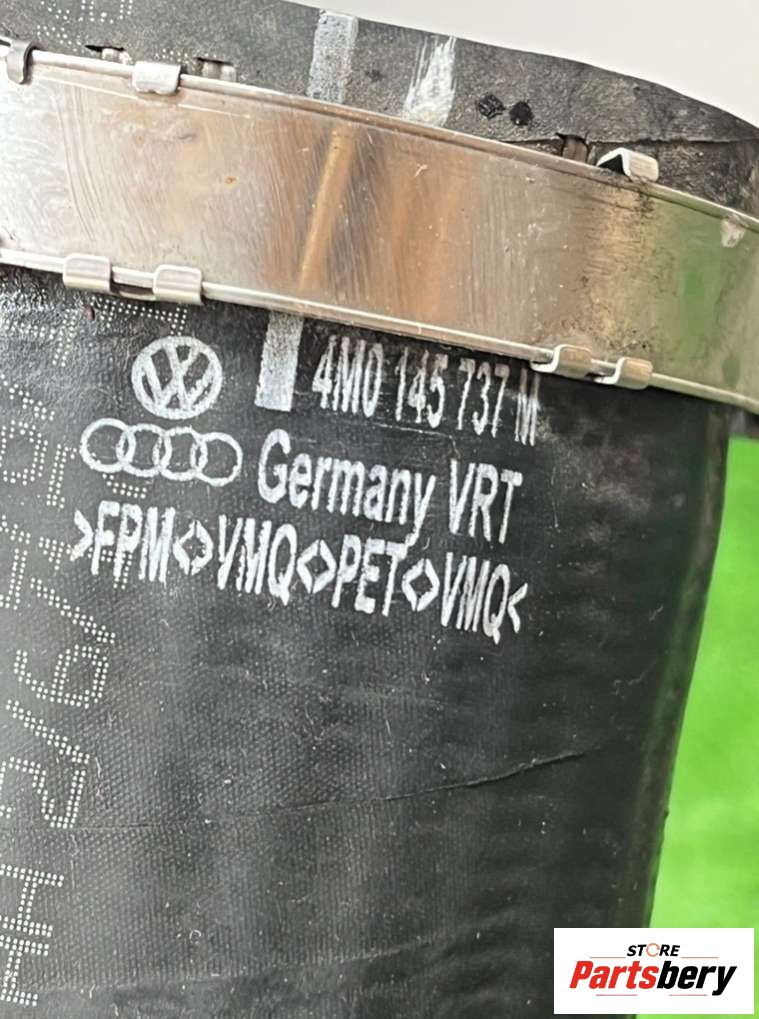 4M0 145 737 M
Germany VRT
>FPM<>VMQ<>PET<>VMQ<
STORE
Partsbery